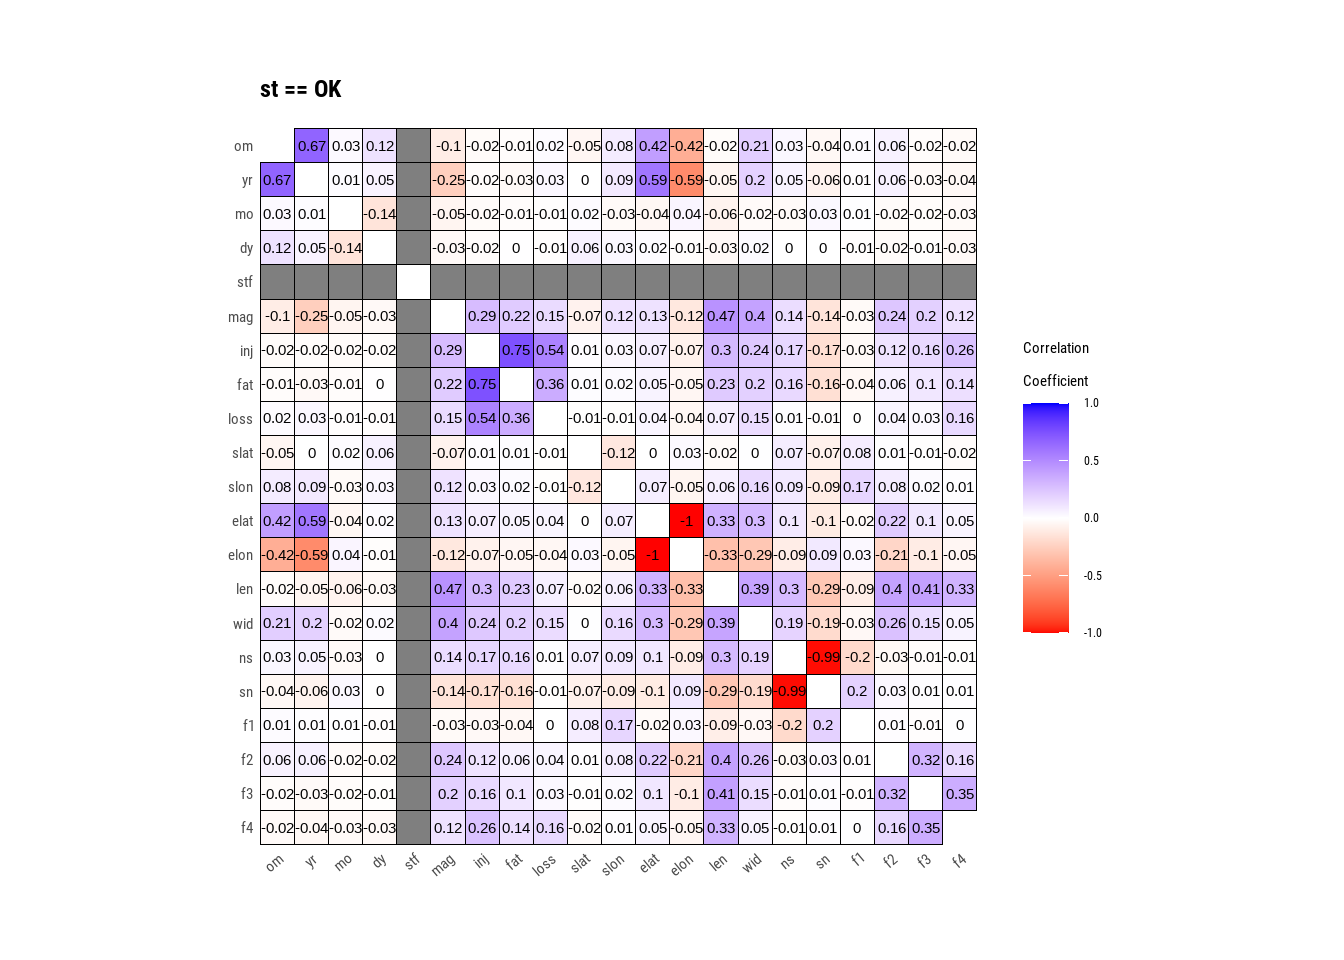 st == OK
om 0.67 0.03 0.12 -0.1 -0.02 -0.01 0.02 -0.05 0.08 0.42 -0.42 -0.02 0.21 0.03 -0.04 0.01 0.06 -0.02 -0.02
yr 0.67 0.01 0.05 -0.25 -0.02 -0.03 0.03 0 0.09 0.59 -0.59 -0.05 0.2 0.05 -0.06 0.01 0.06 -0.03 -0.04
mo 0.03 0.01 -0.14 -0.05 -0.02 -0.01 -0.01 0.02 -0.03 -0.04 0.04 -0.06 -0.02 -0.03 0.03 0.01 -0.02 -0.02 -0.03
dy 0.12 0.05 -0.14 -0.03 -0.02 0 -0.01 0.06 0.03 0.02 -0.01 -0.03 0.02 0 0 -0.01 -0.02 -0.01 -0.03
stf
mag -0.1 -0.25 -0.05 -0.03 0.29 0.22 0.15 -0.07 0.12 0.13 -0.12 0.47 0.4 0.14 -0.14 -0.03 0.24 0.2 0.12
inj -0.02 -0.02 -0.02 -0.02 0.29 0.75 0.54 0.01 0.03 0.07 -0.07 0.3 0.24 0.17 -0.17 -0.03 0.12 0.16 0.26
fat -0.01 -0.03 -0.01 0 0.22 0.75 0.36 0.01 0.02 0.05 -0.05 0.23 0.2 0.16 -0.16 -0.04 0.06 0.1 0.14
loss 0.02 0.03 -0.01 -0.01 0.15 0.54 0.36 -0.01 -0.01 0.04 -0.04 0.07 0.15 0.01 -0.01 0 0.04 0.03 0.16
slat -0.05 0 0.02 0.06 -0.07 0.01 0.01 -0.01 -0.12 0 0.03 -0.02 0 0.07 -0.07 0.08 0.01 -0.01 -0.02
slon 0.08 0.09 -0.03 0.03 0.12 0.03 0.02 -0.01 -0.12 0.07 -0.05 0.06 0.16 0.09 -0.09 0.17 0.08 0.02 0.01
elat 0.42 0.59 -0.04 0.02 0.13 0.07 0.05 0.04 0 0.07 -1 0.33 0.3 0.1 -0.1 -0.02 0.22 0.1 0.05
elon -0.42 -0.59 0.04 -0.01 -0.12 -0.07 -0.05 -0.04 0.03 -0.05 -1 -0.33 -0.29 -0.09 0.09 0.03 -0.21 -0.1 -0.05
len -0.02 -0.05 -0.06 -0.03 0.47 0.3 0.23 0.07 -0.02 0.06 0.33 -0.33 0.39 0.3 -0.29 -0.09 0.4 0.41 0.33
wid 0.21 0.2 -0.02 0.02 0.4 0.24 0.2 0.15 0 0.16 0.3 -0.29 0.39 0.19 -0.19 -0.03 0.26 0.15 0.05
ns 0.03 0.05 -0.03 0 0.14 0.17 0.16 0.01 0.07 0.09 0.1 -0.09 0.3 0.19 -0.99 -0.2 -0.03 -0.01 -0.01
sn -0.04 -0.06 0.03 0 -0.14 -0.17 -0.16 -0.01 -0.07 -0.09 -0.1 0.09 -0.29 -0.19 -0.99 0.2 0.03 0.01 0.01
f1 0.01 0.01 0.01 -0.01 -0.03 -0.03 -0.04 0 0.08 0.17 -0.02 0.03 -0.09 -0.03 -0.2 0.2 0.01 -0.01 0
f2 0.06 0.06 -0.02 -0.02 0.24 0.12 0.06 0.04 0.01 0.08 0.22 -0.21 0.4 0.26 -0.03 0.03 0.01 0.32 0.16
f3 -0.02 -0.03 -0.02 -0.01 0.2 0.16 0.1 0.03 -0.01 0.02 0.1 -0.1 0.41 0.15 -0.01 0.01 -0.01 0.32 0.35
f4 -0.02 -0.04 -0.03 -0.03 0.12 0.26 0.14 0.16 -0.02 0.01 0.05 -0.05 0.33 0.05 -0.01 0.01 0 0.16 0.35
om yr mo dy stf mag inj fat loss slat slon elat elon len wid ns sn f1 f2 f3 f4
Correlation
Coefficient
1.0
0.5
0.0
-0.5
-1.0